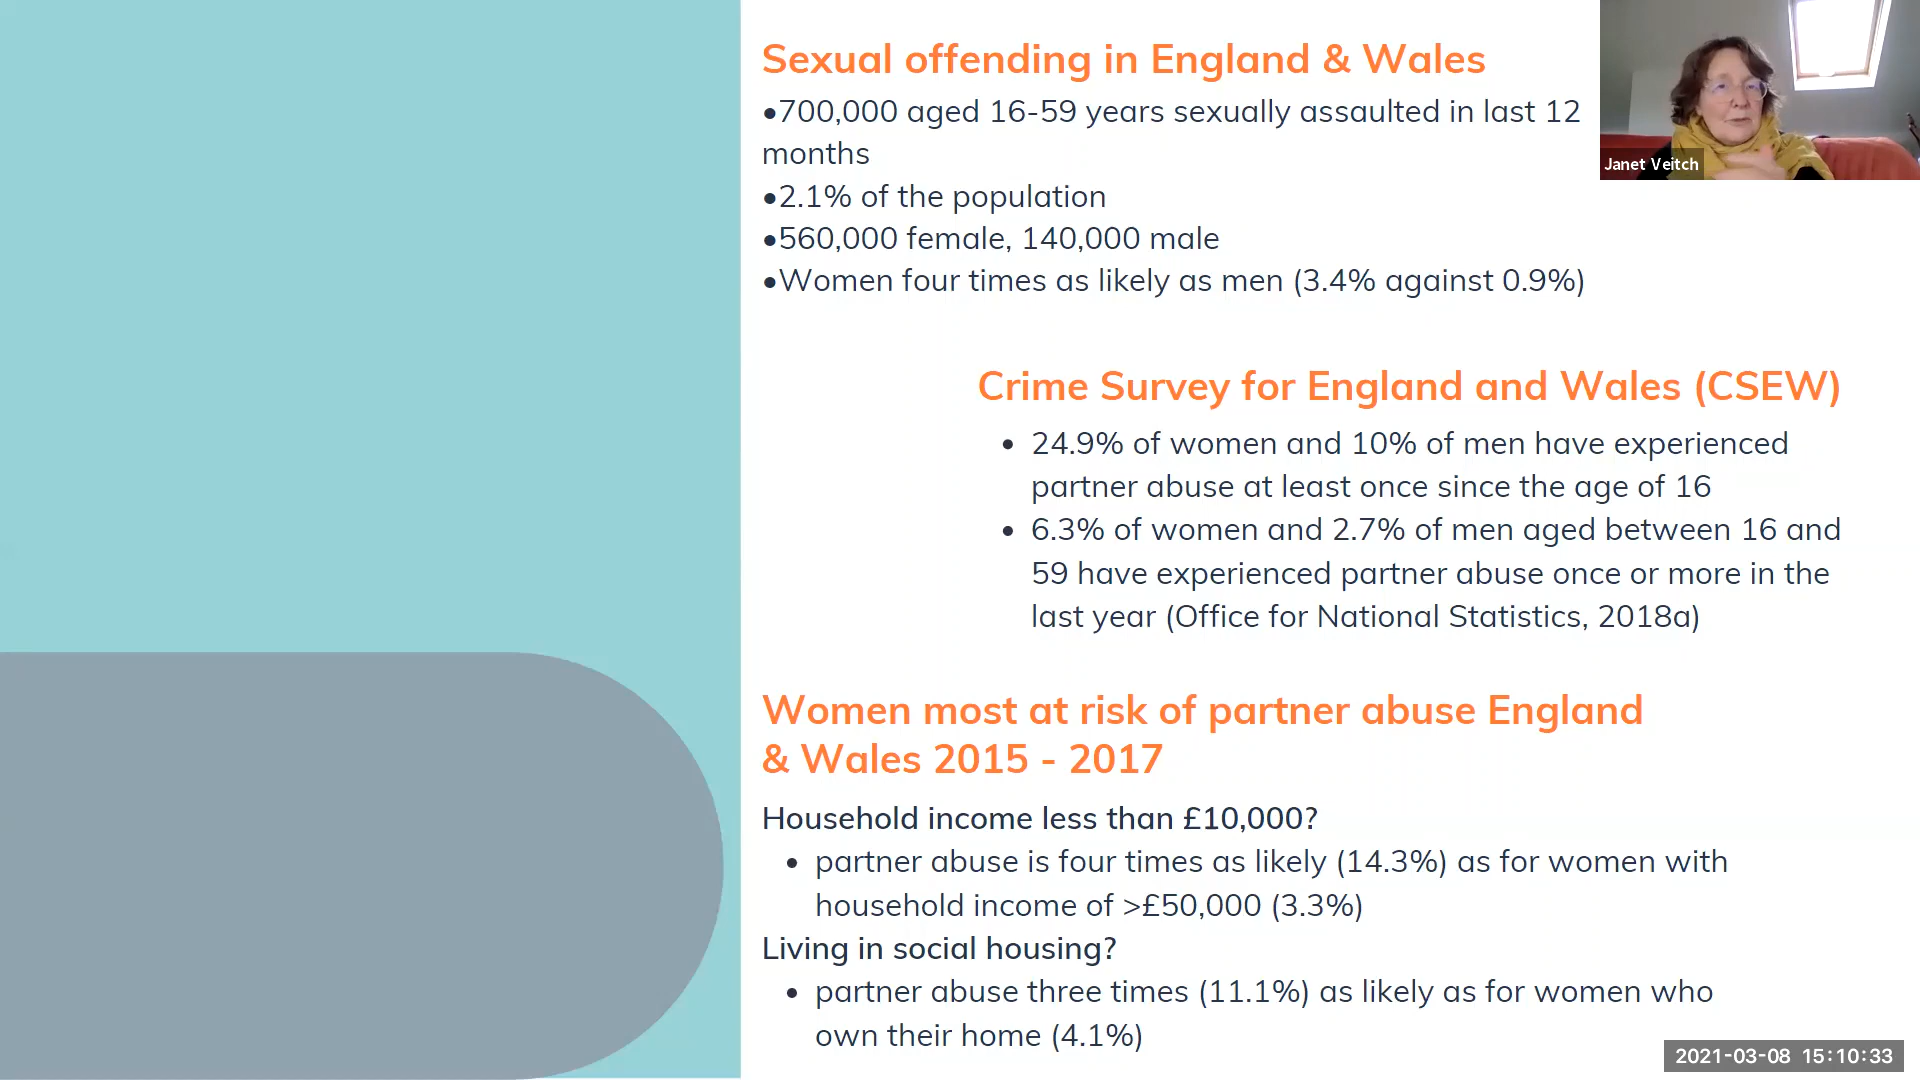 Sexual offending in England & Wales
•700,000 aged 16-59 years sexually assaulted in last 12
months
•2.1% of the population
•560,000 female, 140,000 male
•Women four times as likely as men (3.4% against 0.9%)
Janet Veitch
Crime Survey for England and Wales (CSEW)
• 24.9% of women and 10% of men have experienced
partner abuse at least once since the age of 16
• 6.3% of women and 2.7% of men aged between 16 and
59 have experienced partner abuse once or more in the
last year (Office for National Statistics, 2018a)
Women most at risk of partner abuse England
& Wales 2015 - 2017
Household income less than £10,000?
• partner abuse is four times as likely (14.3%) as for women with
household income of >£50,000 (3.3%)
Living in social housing?
• partner abuse three times (11.1%) as likely as for women who
own their home (4.1%)
2021-03-08 15:10:33